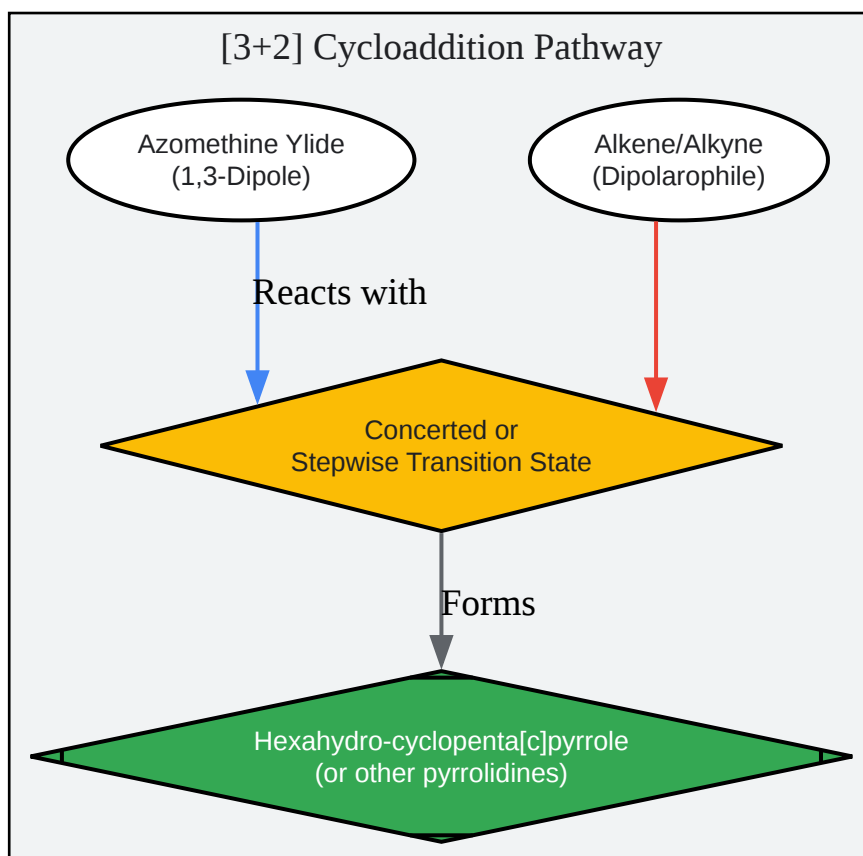 [3+2] Cycloaddition Pathway
Azomethine Ylide
(1,3-Dipole)
Alkene/Alkyne
(Dipolarophile)
Reacts with
Concerted or
Stepwise Transition State
Forms
Hexahydro-cyclopenta[c]pyrrole
(or other pyrrolidines)